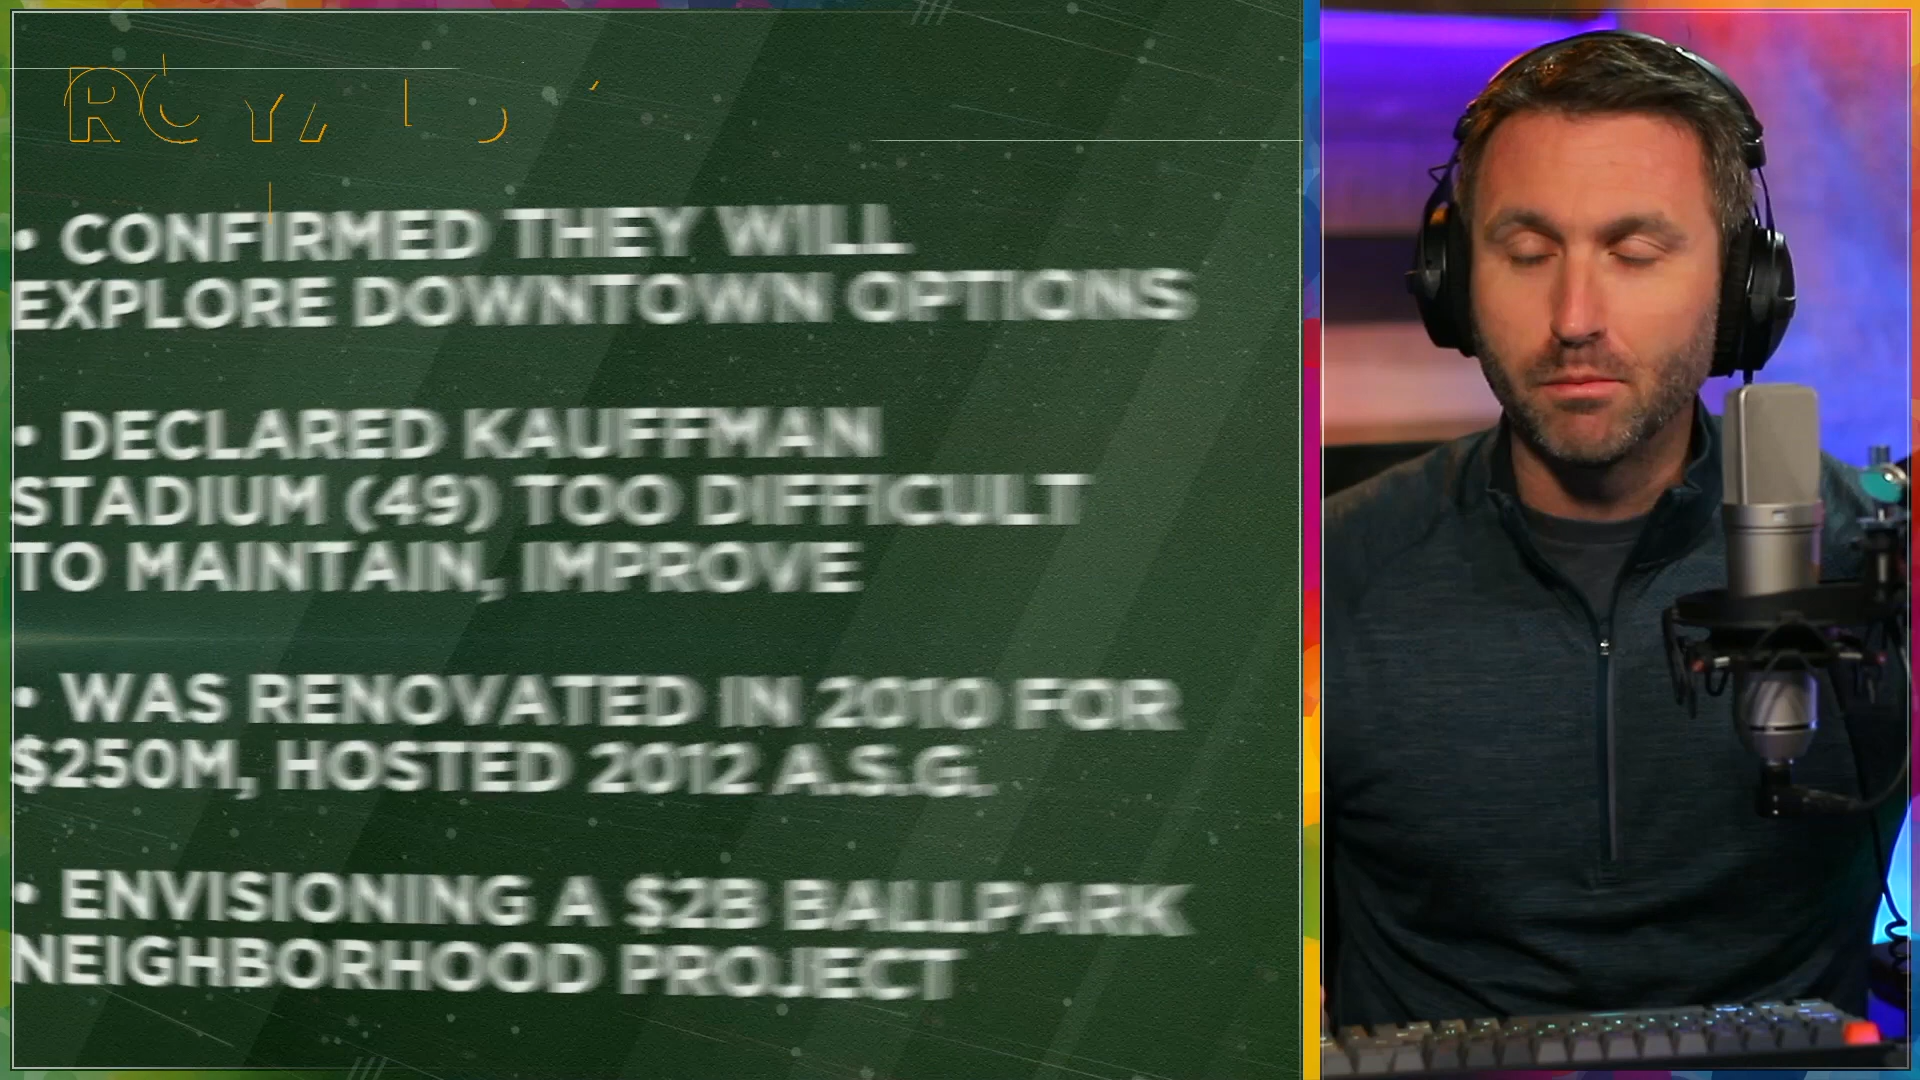 • CONFIRMED THEY WILL
EXPLORE DOWNTOWN OPTIONS
• DECLARED KAUFFMAN
STADIUM (49) TOO DIFFICULT
TO MAINTAIN, IMPROVE
• WAS RENOVATED IN 2010 FOR
$250M, HOSTED 2012 A.S.G.
• ENVISIONING A $2B BALLPARK
NEIGHBORHOOD PROJECT